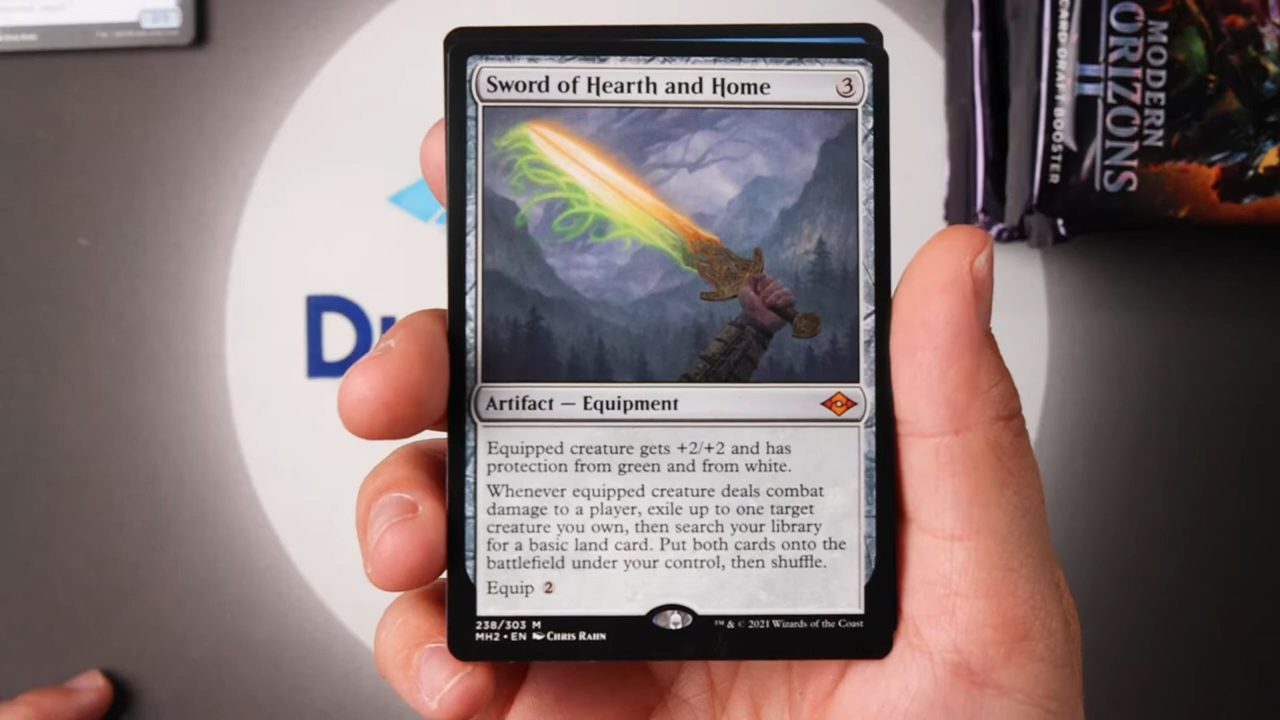 Sword of Hearth and Home 3
Artifact — Equipment
Equipped creature gets +2/+2 and has
protection from green and from white.
Whenever equipped creature deals combat
damage to a player, exile up to one target
creature you own, then search your library
for a basic land card. Put both cards onto the
battlefield under your control, then shuffle.
Equip 2
238/303 M
MH2 • EN Chris Rahn
™ & © 2021 Wizards of the Coast
MODERN
ORIZONS
CARD DRAFT BOOSTER